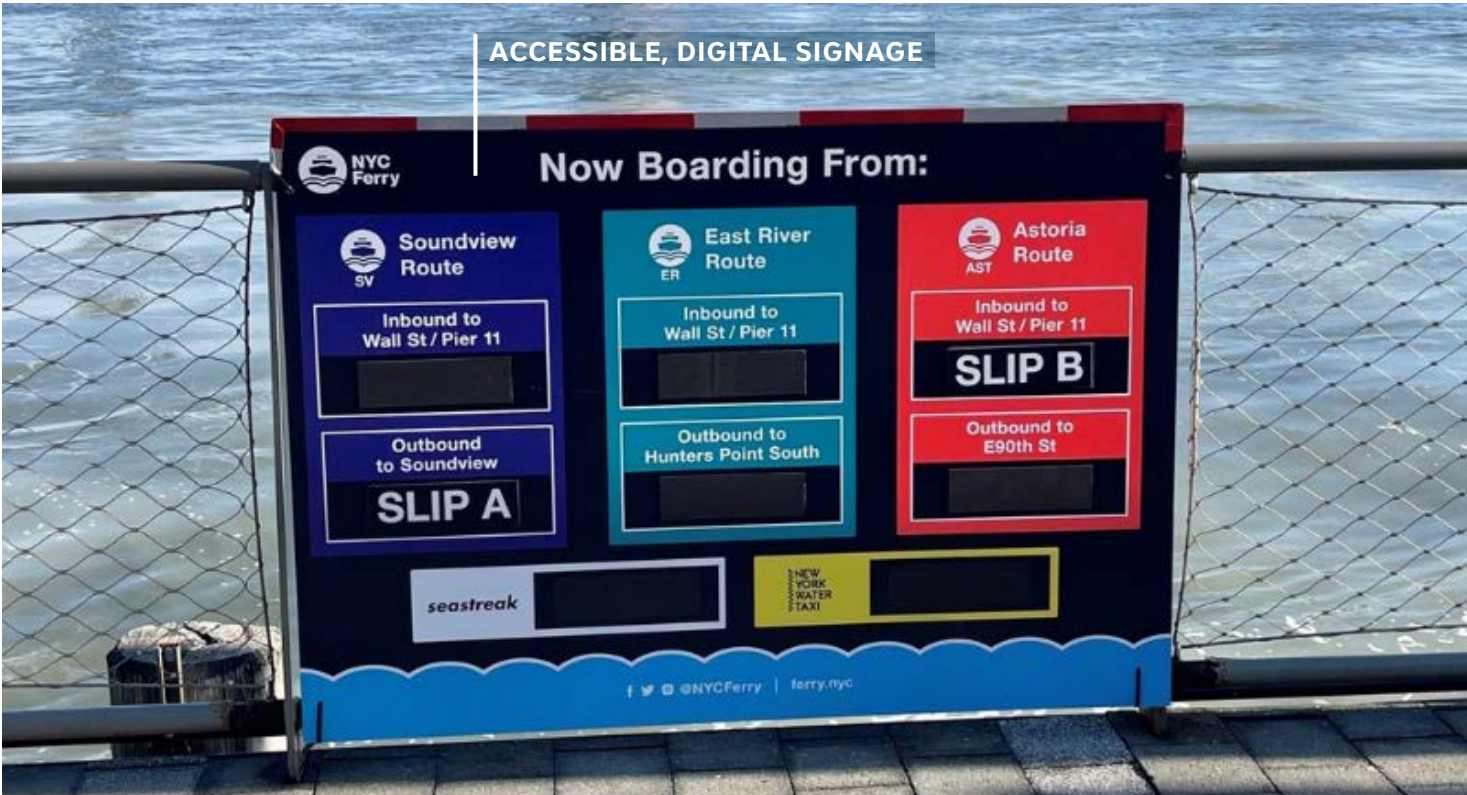 ACCESSIBLE, DIGITAL SIGNAGE
NYC
Ferry
Now Boarding From:
SV
Soundview
Route
Inbound to
Wall St / Pier 11
Outbound
to Soundview
SLIP A
ER
East River
Route
Inbound to
Wall St / Pier 11
Outbound to
Hunters Point South
AST
Astoria
Route
Inbound to
Wall St / Pier 11
SLIP B
Outbound to
E90th St
seastreak
NEW
YORK
WATER
TAXI
@NYCFerry | ferry.nyc